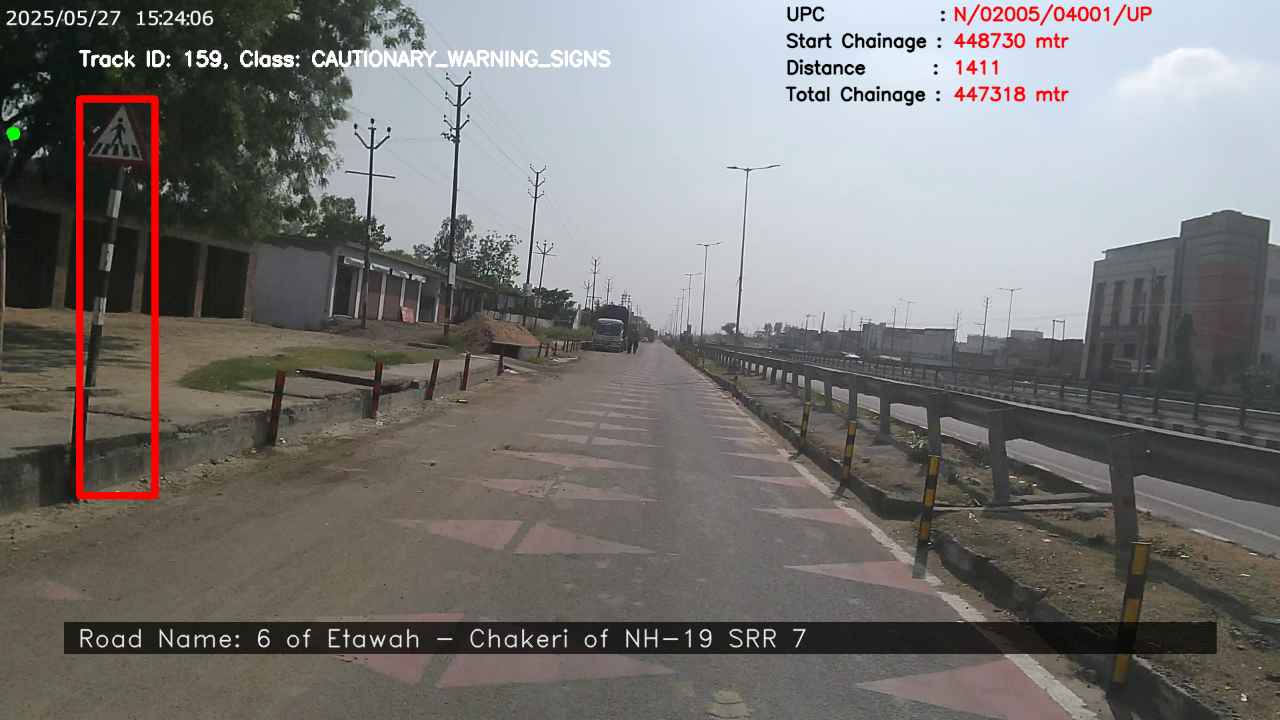 2025/05/27 15:24:06
Track ID: 159, Class: CAUTIONARY_WARNING_SIGNS
UPC : N/02005/04001/UP
Start Chainage : 448730 mtr
Distance : 1411
Total Chainage : 447318 mtr
Road Name: 6 of Etawah - Chakeri of NH-19 SRR 7